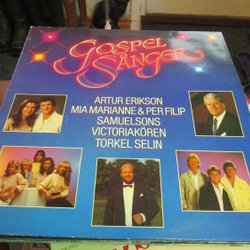 GOSPEL
SÅNGER
ARTUR ERIKSON
MIA MARIANNE & PER FILIP
SAMUELSONS
VICTORIAKÖREN
TORKEL SELIN